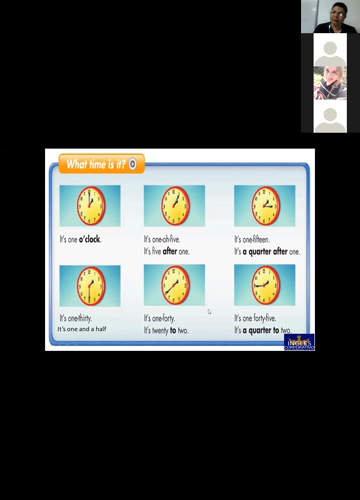 What time is it?
It's one o'clock.
It's one-oh-five.
It's five after one.
It's one-fifteen.
It's a quarter after one.
It's one-thirty.
It's one and a half
It's one-forty.
It's twenty to two.
It's one forty-five.
It's a quarter to two.